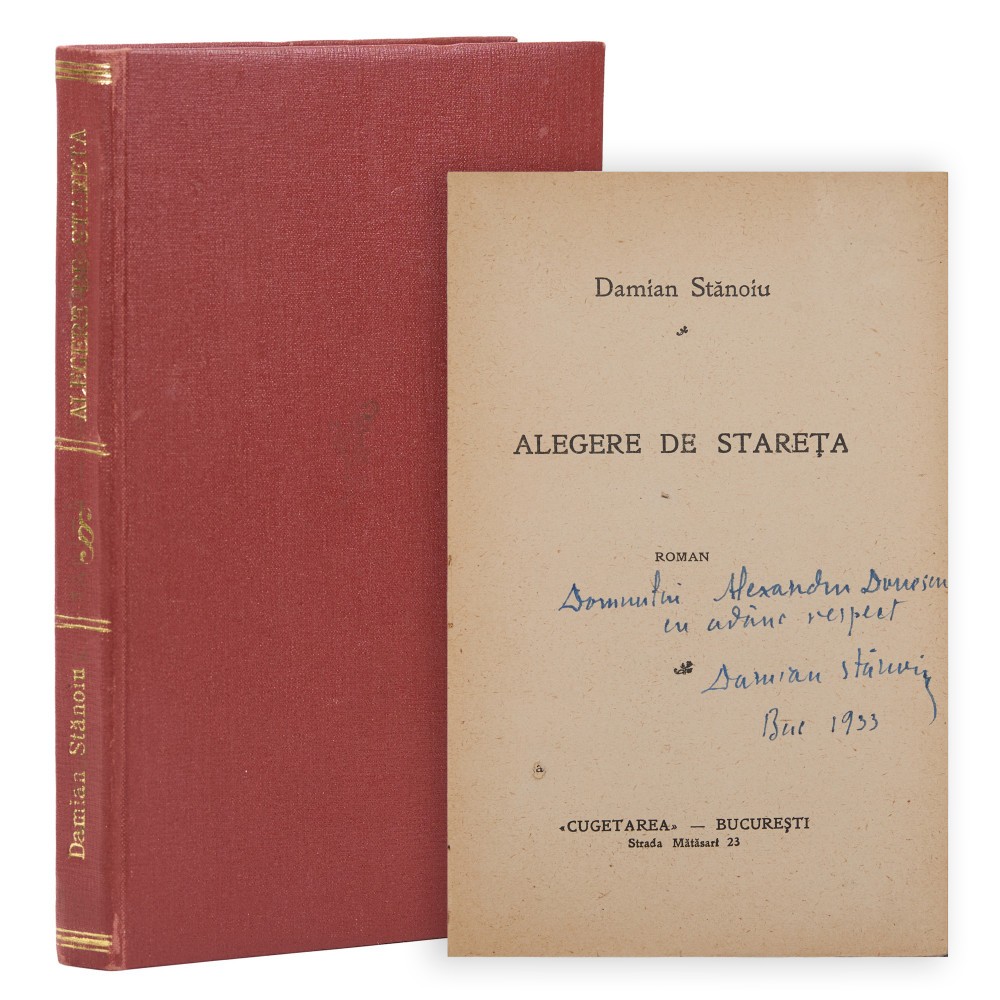 ALEGERE DE STAREȚA
Damian Stănoiu
Damian Stănoiu
ALEGERE DE STAREȚA
ROMAN
Domnului Alexandru Donescu
cu adânc respect
Damian Stănoiu
Buc 1933
à
«CUGETAREA» — BUCUREȘTI
Strada Mătăsari 23